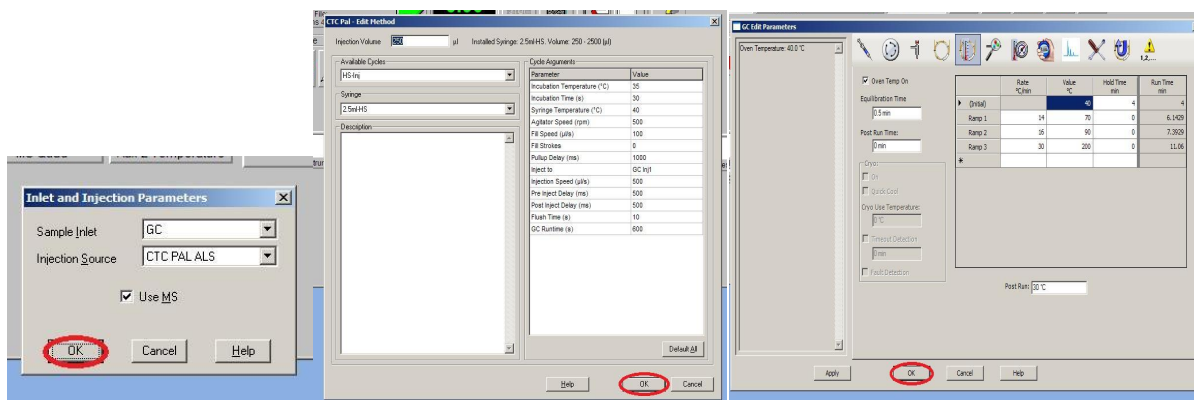 Inlet and Injection Parameters
Sample Inlet GC
Injection Source CTC PAL ALS
Use MS
OK Cancel Help
CTC Pal - Edit Method
Injection Volume 250 µl Installed Syringe: 2.5ml-HS. Volume: 250 - 2500 (µl)
Available Cycles
HS-Inj
Syringe
2.5ml-HS
Description
Cycle Arguments
Parameter Value
Incubation Temperature (°C) 35
Incubation Time (s) 30
Syringe Temperature (°C) 40
Agitator Speed (rpm) 500
Fill Speed (µl/s) 100
Fill Strokes 0
Pullup Delay (ms) 1000
Inject to GC Inj1
Injection Speed (µl/s) 500
Pre Inject Delay (ms) 500
Post Inject Delay (ms) 500
Flush Time (s) 10
GC Runtime (s) 600
Default All
Help OK Cancel
GC Edit Parameters
Oven Temperature: 40.0 °C
1,2,...
Oven Temp On
Equilibration Time
0.5 min
Post Run Time:
0 min
Cryo:
On
Quick Cool
Cryo Use Temperature:
0 °C
Timeout Detection
0 min
Fault Detection
Rate Value Hold Time Run Time
°C/min °C min min
(Initial) 40 4 4
Ramp 1 14 70 0 6.1429
Ramp 2 16 90 0 7.3929
Ramp 3 30 200 0 11.06
Post Run: 30 °C
Apply OK Cancel Help